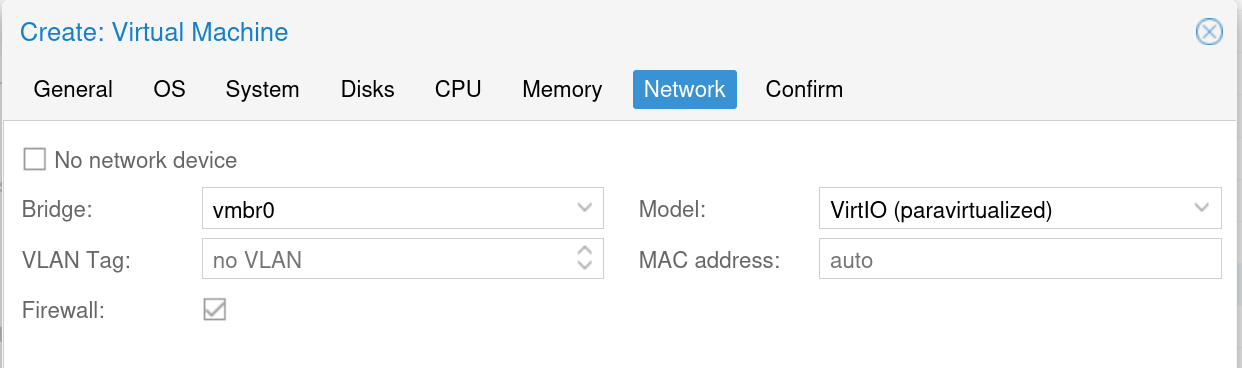 Create: Virtual Machine
General OS System Disks CPU Memory Network Confirm
No network device
Bridge: vmbr0 Model: VirtIO (paravirtualized)
VLAN Tag: no VLAN MAC address: auto
Firewall: